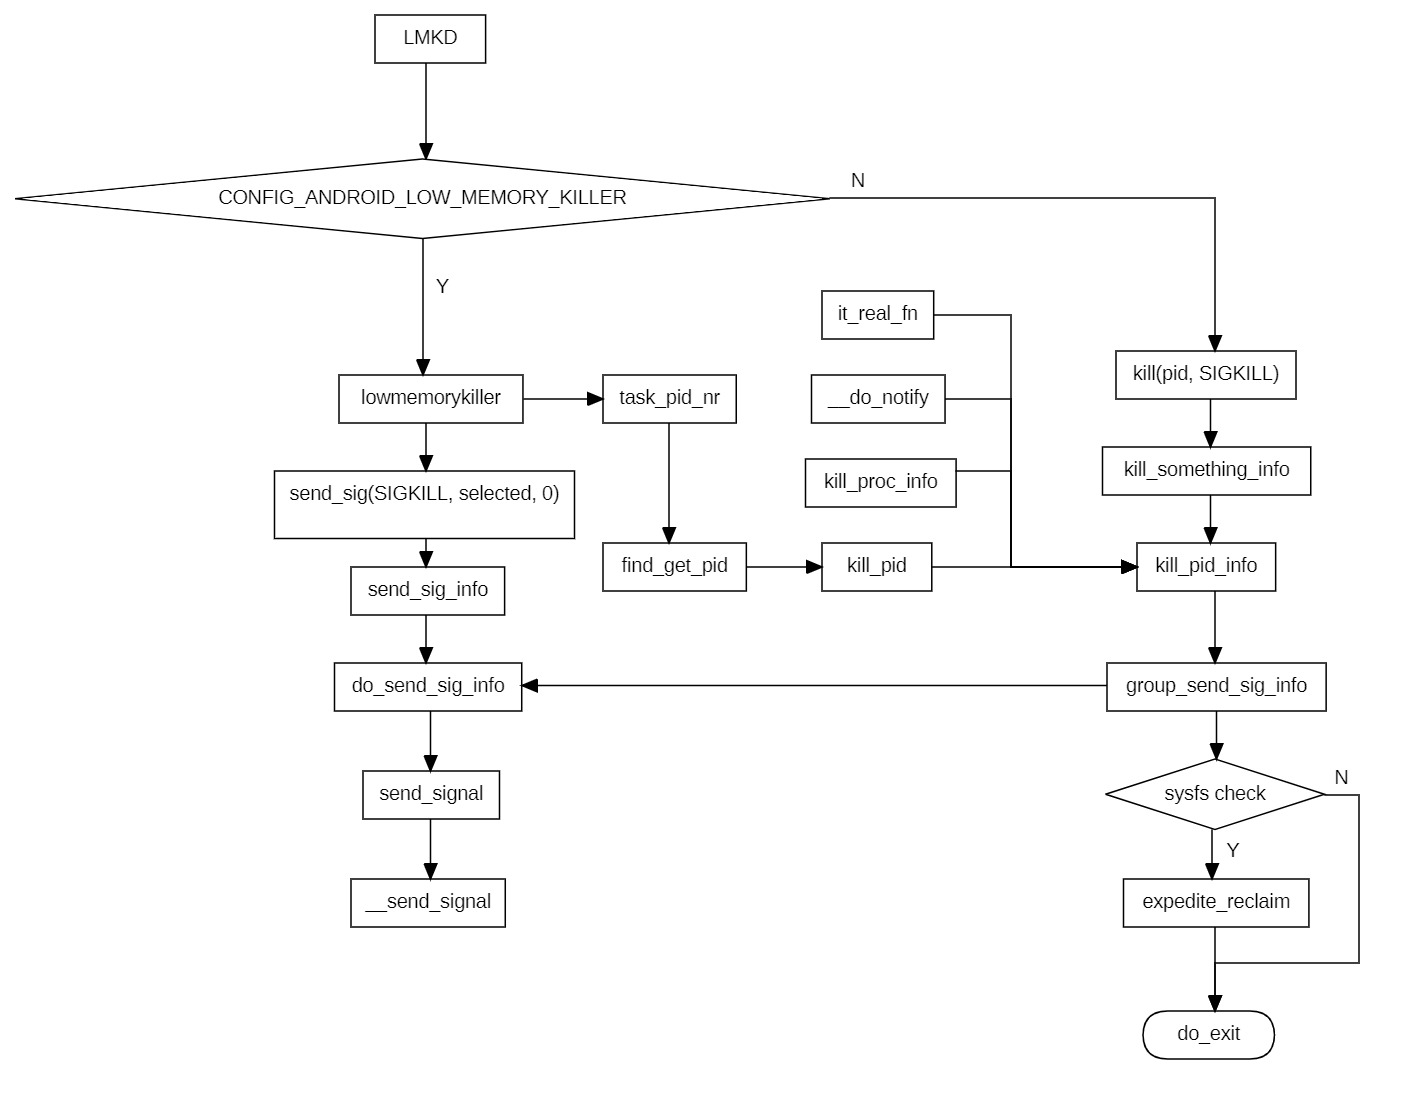 LMKD
CONFIG_ANDROID_LOW_MEMORY_KILLER
N
Y
it_real_fn
kill(pid, SIGKILL)
lowmemorykiller
task_pid_nr
__do_notify
kill_something_info
send_sig(SIGKILL, selected, 0)
kill_proc_info
find_get_pid
kill_pid
kill_pid_info
send_sig_info
do_send_sig_info
group_send_sig_info
send_signal
sysfs check
N
Y
__send_signal
expedite_reclaim
do_exit